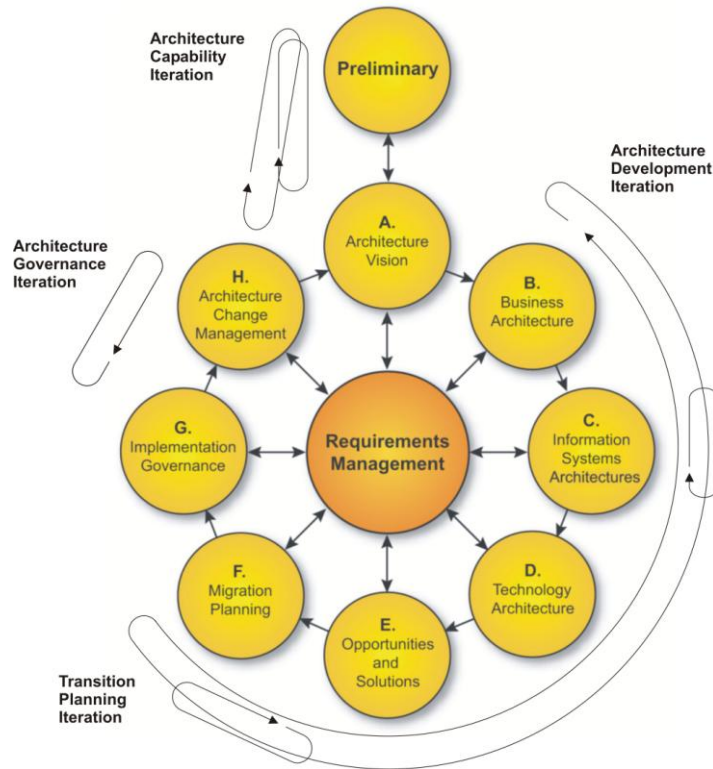 Architecture
Capability
Iteration
Preliminary
Architecture
Development
Iteration
A.
Architecture
Vision
Architecture
Governance
Iteration
H.
Architecture
Change
Management
B.
Business
Architecture
G.
Implementation
Governance
Requirements
Management
C.
Information
Systems
Architectures
F.
Migration
Planning
D.
Technology
Architecture
E.
Opportunities
and
Solutions
Transition
Planning
Iteration